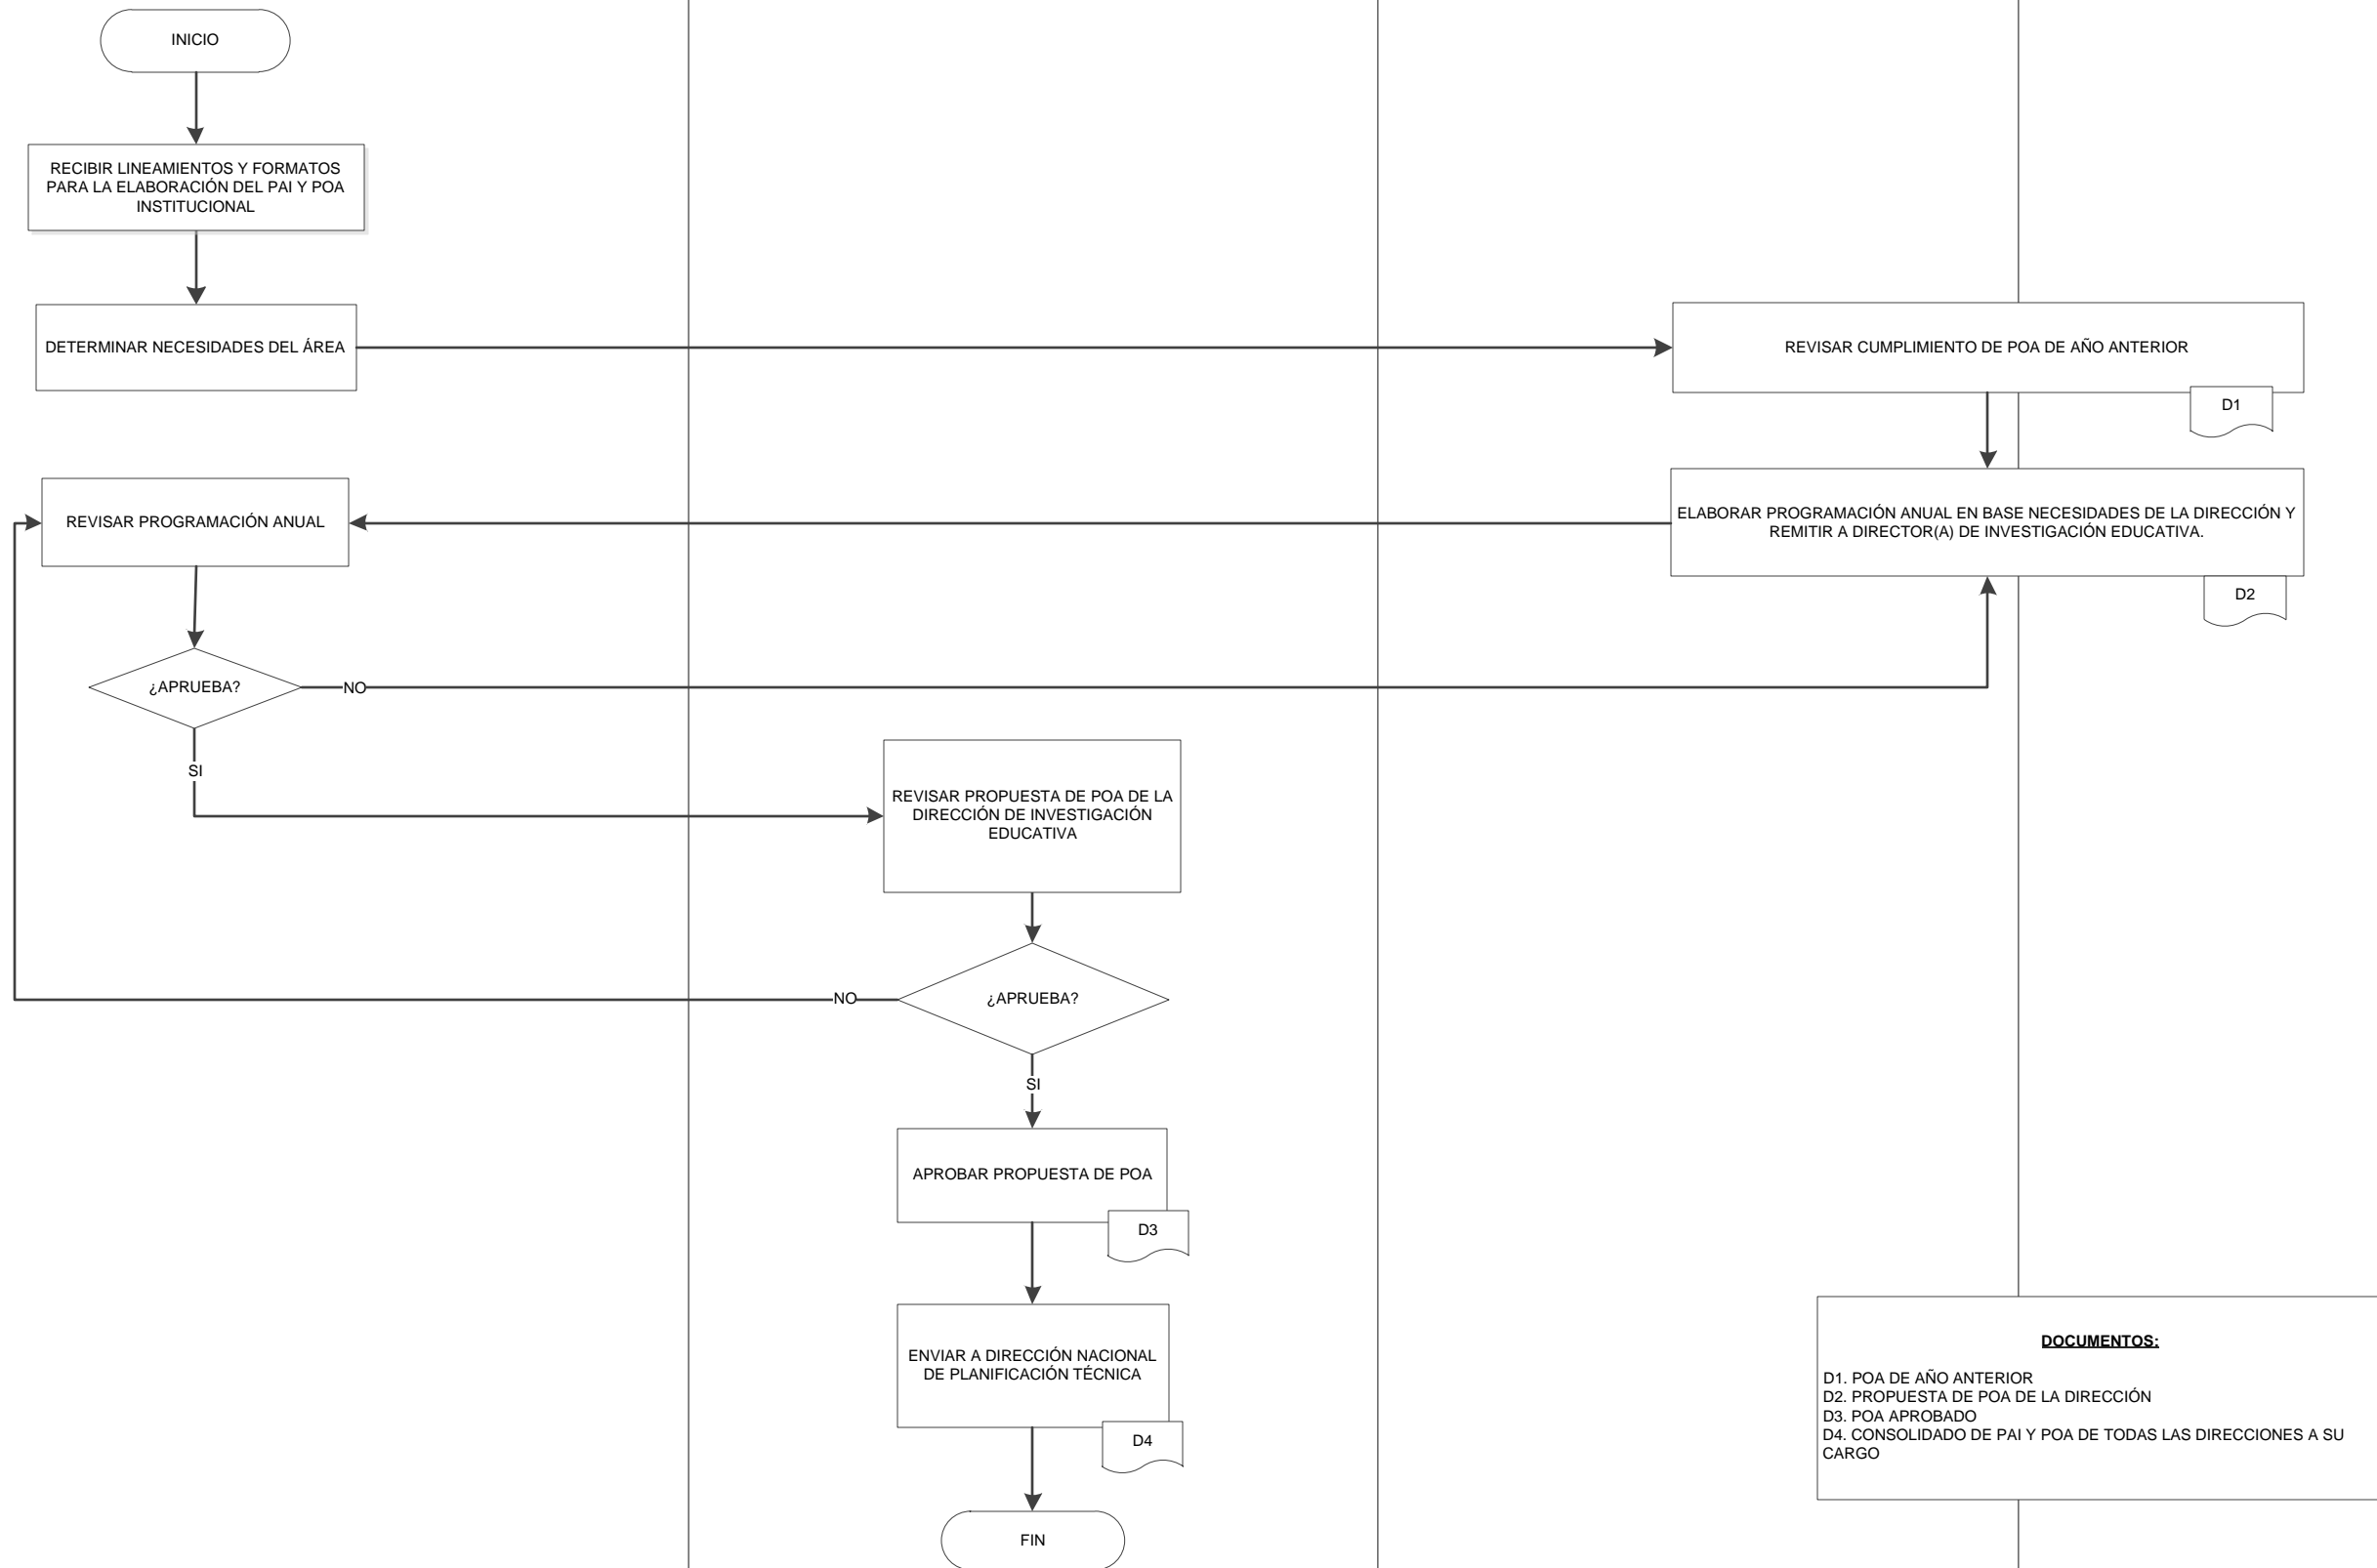 INICIO
RECIBIR LINEAMIENTOS Y FORMATOS
PARA LA ELABORACIÓN DEL PAI Y POA
INSTITUCIONAL
DETERMINAR NECESIDADES DEL ÁREA
REVISAR CUMPLIMIENTO DE POA DE AÑO ANTERIOR
D1
REVISAR PROGRAMACIÓN ANUAL
ELABORAR PROGRAMACIÓN ANUAL EN BASE NECESIDADES DE LA DIRECCIÓN Y
REMITIR A DIRECTOR(A) DE INVESTIGACIÓN EDUCATIVA.
D2
¿APRUEBA?
NO
SI
REVISAR PROPUESTA DE POA DE LA
DIRECCIÓN DE INVESTIGACIÓN
EDUCATIVA
¿APRUEBA?
NO
SI
APROBAR PROPUESTA DE POA
D3
ENVIAR A DIRECCIÓN NACIONAL
DE PLANIFICACIÓN TÉCNICA
D4
FIN
DOCUMENTOS:
D1. POA DE AÑO ANTERIOR
D2. PROPUESTA DE POA DE LA DIRECCIÓN
D3. POA APROBADO
D4. CONSOLIDADO DE PAI Y POA DE TODAS LAS DIRECCIONES A SU
CARGO